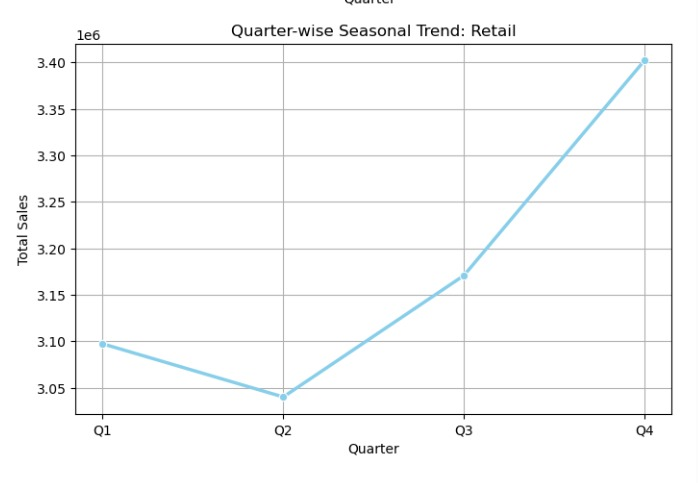 Quarter
Quarter-wise Seasonal Trend: Retail
1e6
3.40
3.35
3.30
3.25
3.20
3.15
3.10
3.05
Total Sales
Q1 Q2 Q3 Q4
Quarter